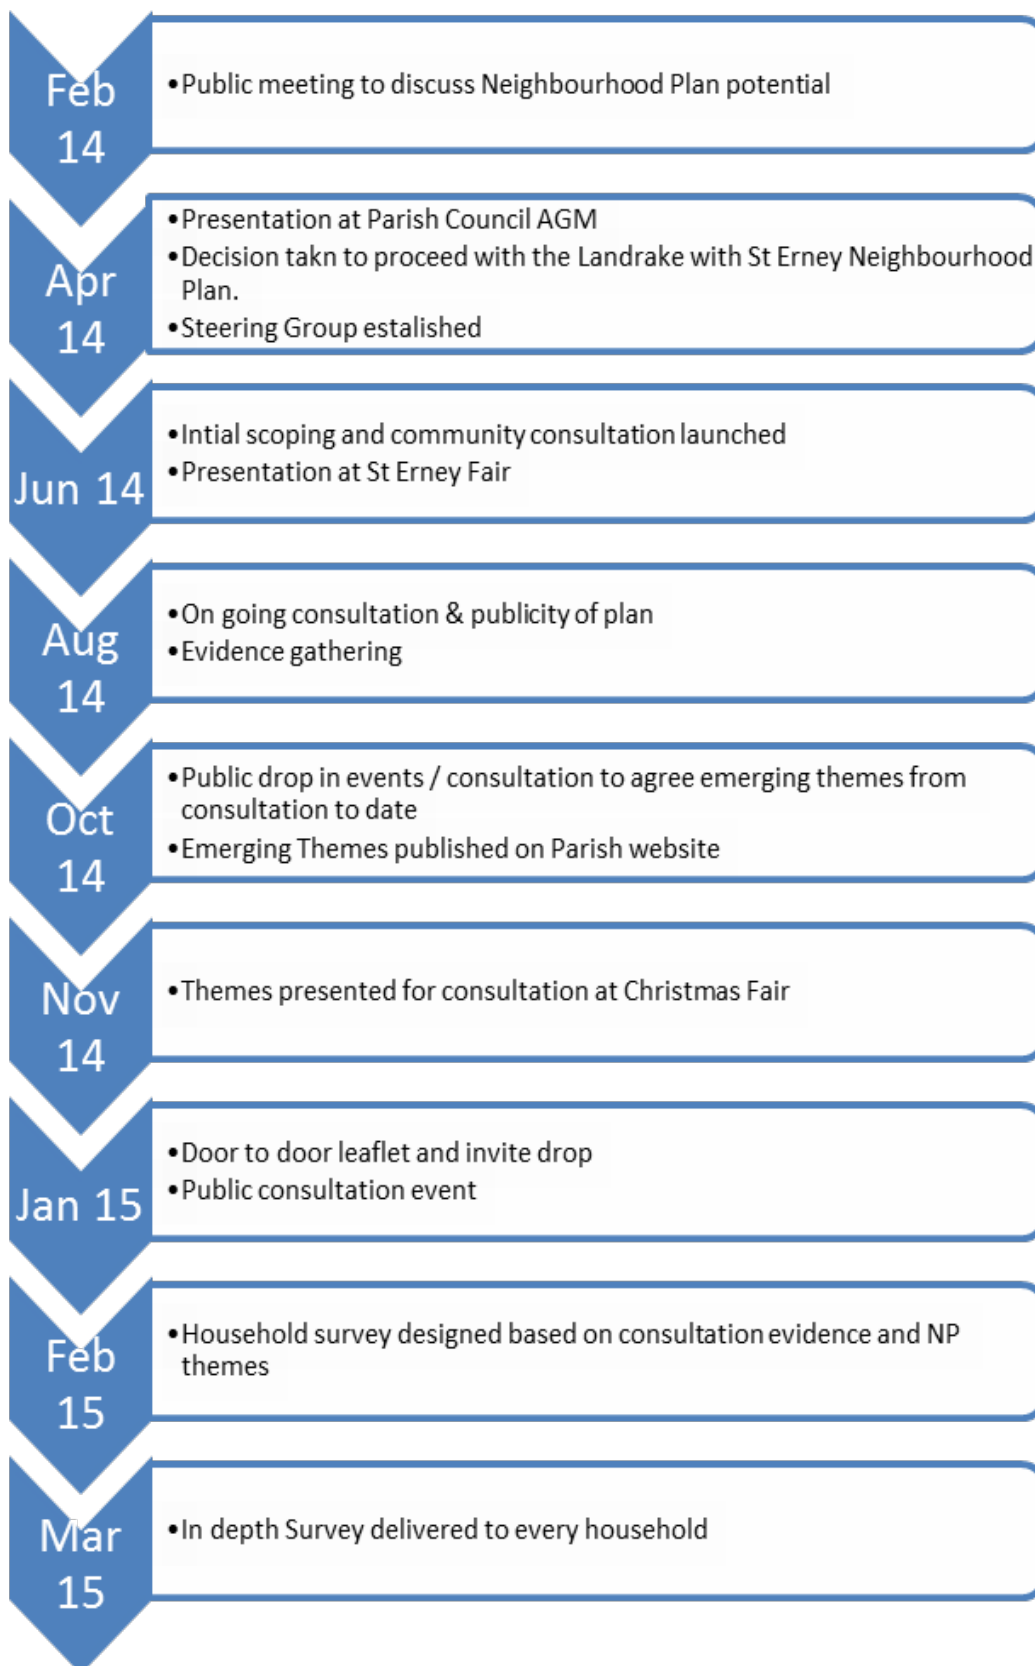 Feb
14
•Public meeting to discuss Neighbourhood Plan potential
Apr
14
•Presentation at Parish Council AGM
•Decision takn to proceed with the Landrake with St Erney Neighbourhood
Plan.
•Steering Group estalished
Jun 14
•Intial scoping and community consultation launched
•Presentation at St Erney Fair
Aug
14
•On going consultation & publicity of plan
•Evidence gathering
Oct
14
•Public drop in events / consultation to agree emerging themes from
consultation to date
•Emerging Themes published on Parish website
Nov
14
•Themes presented for consultation at Christmas Fair
Jan 15
•Door to door leaflet and invite drop
•Public consultation event
Feb
15
•Household survey designed based on consultation evidence and NP
themes
Mar
15
•In depth Survey delivered to every household